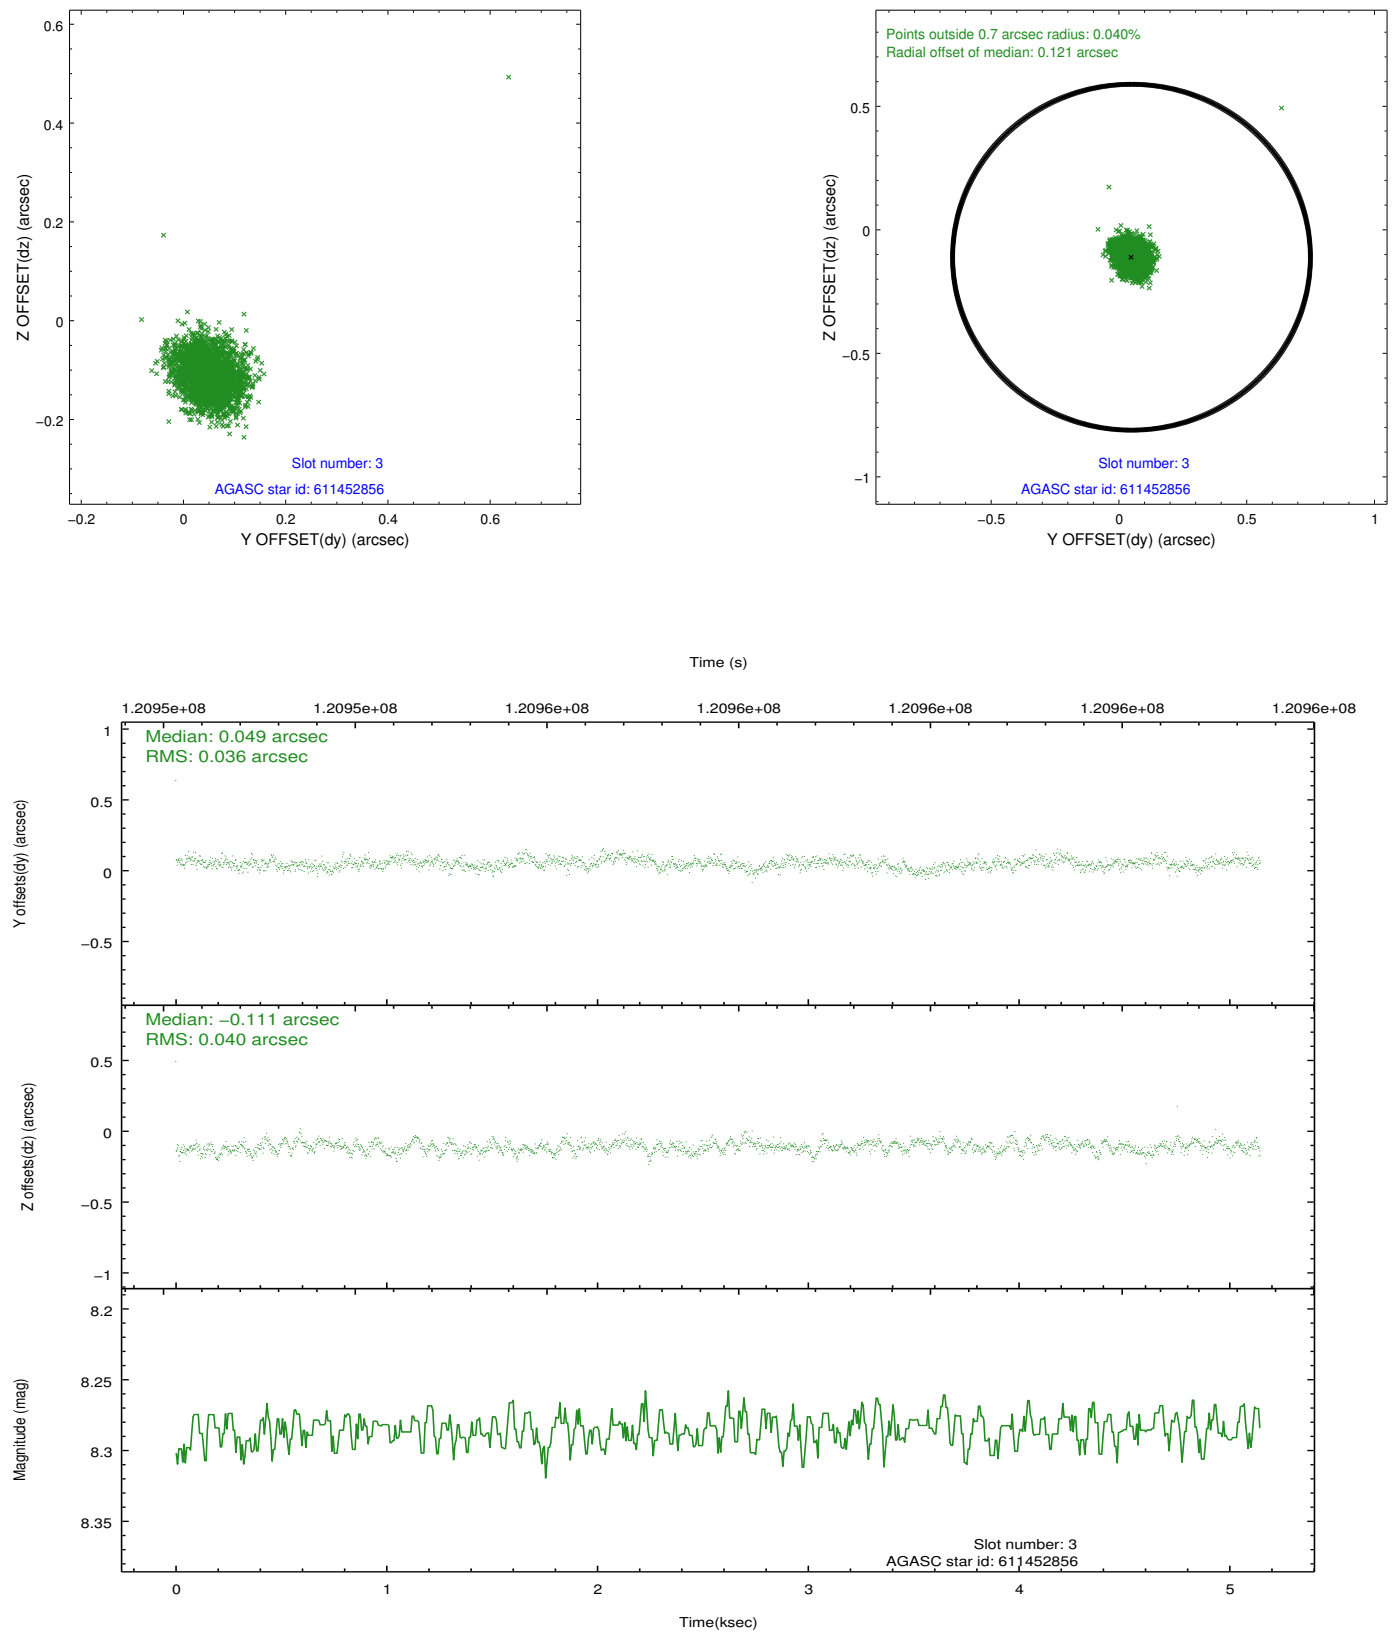 0.6
0.4
0.2
0
−0.2
Z OFFSET(dz) (arcsec)
Slot number: 3
AGASC star id: 611452856
−0.2 0 0.2 0.4 0.6
Y OFFSET(dy) (arcsec)
Points outside 0.7 arcsec radius: 0.040%
Radial offset of median: 0.121 arcsec
0.5
0
−0.5
−1
Z OFFSET(dz) (arcsec)
Slot number: 3
AGASC star id: 611452856
−0.5 0 0.5 1
Y OFFSET(dy) (arcsec)
Time (s)
1.2095e+08 1.2095e+08 1.2096e+08 1.2096e+08 1.2096e+08 1.2096e+08 1.2096e+08
Median: 0.049 arcsec
RMS: 0.036 arcsec
1
0.5
0
−0.5
Y offsets(dy) (arcsec)
Median: −0.111 arcsec
RMS: 0.040 arcsec
0.5
0
−0.5
−1
Z offsets(dz) (arcsec)
8.2
8.25
8.3
8.35
Magnitude (mag)
Slot number: 3
AGASC star id: 611452856
0 1 2 3 4 5
Time(ksec)